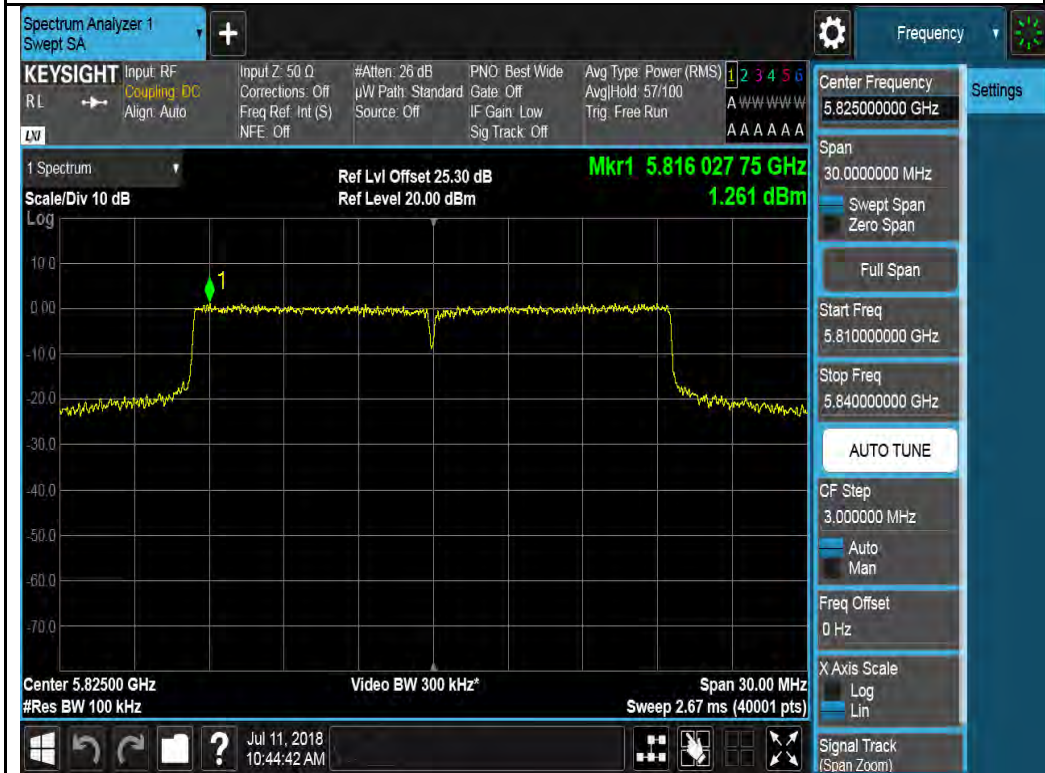 Spectrum Analyzer 1
Swept SA
+
Frequency
KEYSIGHT
RL
LXI
Input: RF
Coupling: DC
Align: Auto
Input Z: 50 Ω
Corrections: Off
Freq Ref: Int (S)
NFE: Off
#Atten: 26 dB
µW Path: Standard
Source: Off
PNO: Best Wide
Gate: Off
IF Gain: Low
Sig Track: Off
Avg Type: Power (RMS)
Avg|Hold: 57/100
Trig: Free Run
1 2 3 4 5 6
A W W W W W
A A A A A A
1 Spectrum
Scale/Div 10 dB
Log
Ref Lvl Offset 25.30 dB
Ref Level 20.00 dBm
Mkr1 5.816 027 75 GHz
1.261 dBm
1
10.0
0.00
-10.0
-20.0
-30.0
-40.0
-50.0
-60.0
-70.0
Center 5.82500 GHz
#Res BW 100 kHz
Video BW 300 kHz*
Span 30.00 MHz
Sweep 2.67 ms (40001 pts)
Center Frequency
5.825000000 GHz
Settings
Span
30.0000000 MHz
Swept Span
Zero Span
Full Span
Start Freq
5.810000000 GHz
Stop Freq
5.840000000 GHz
AUTO TUNE
CF Step
3.000000 MHz
Auto
Man
Freq Offset
0 Hz
X Axis Scale
Log
Lin
Signal Track
(Span Zoom)
?
Jul 11, 2018
10:44:42 AM